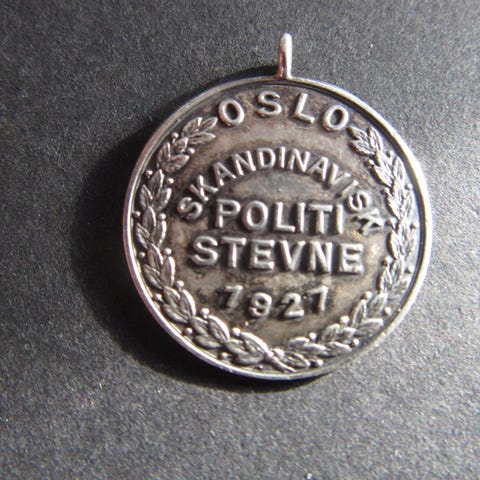 OSLO
SKANDINAVISK
POLITI
STEVNE
1927